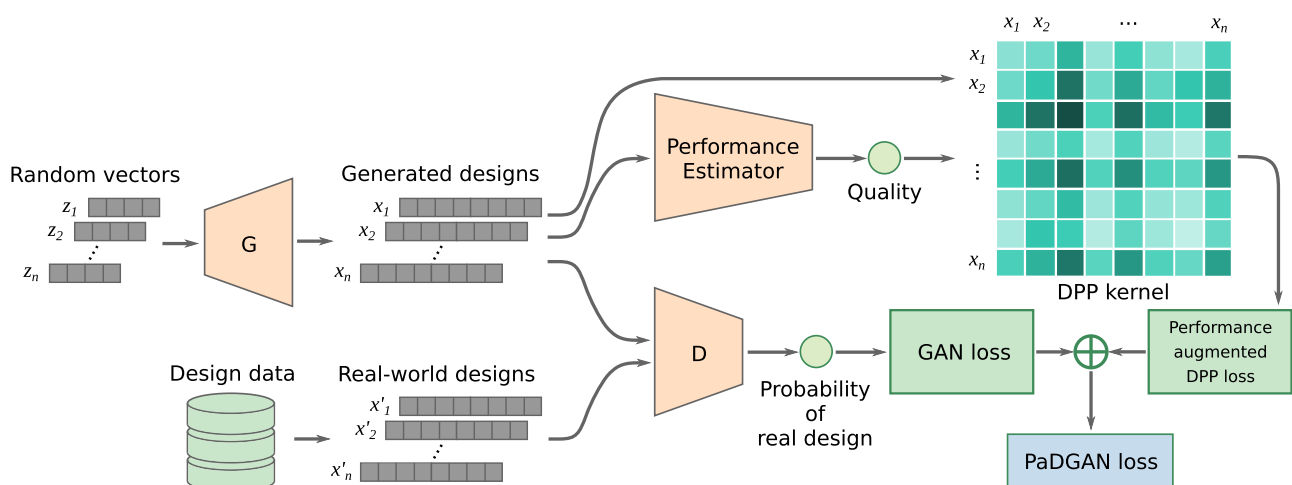 x1 x2 ... xn
x1
x2
⋮
xn
DPP kernel
Random vectors
z1
z2
⋱
zn
G
Generated designs
x1
x2
⋱
xn
Performance
Estimator
Quality
Design data
Real-world designs
x'1
x'2
⋱
x'n
D
Probability
of
real design
GAN loss
Performance
augmented
DPP loss
PaDGAN loss